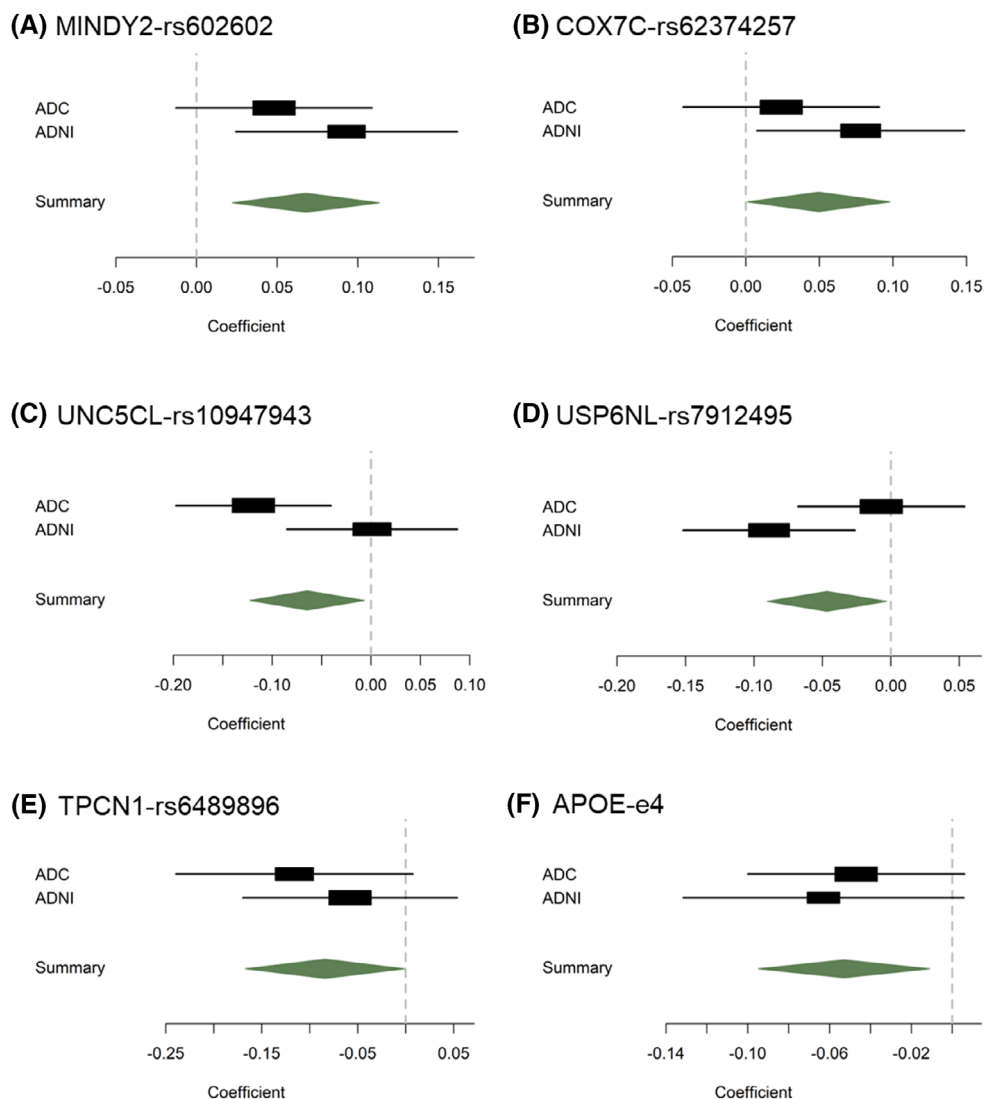 (A) MINDY2-rs602602
ADC
ADNI
Summary
-0.05 0.00 0.05 0.10 0.15
Coefficient
(B) COX7C-rs62374257
ADC
ADNI
Summary
-0.05 0.00 0.05 0.10 0.15
Coefficient
(C) UNC5CL-rs10947943
ADC
ADNI
Summary
-0.20 -0.10 0.00 0.05 0.10
Coefficient
(D) USP6NL-rs7912495
ADC
ADNI
Summary
-0.20 -0.15 -0.10 -0.05 0.00 0.05
Coefficient
(E) TPCN1-rs6489896
ADC
ADNI
Summary
-0.25 -0.15 -0.05 0.05
Coefficient
(F) APOE-e4
ADC
ADNI
Summary
-0.14 -0.10 -0.06 -0.02
Coefficient